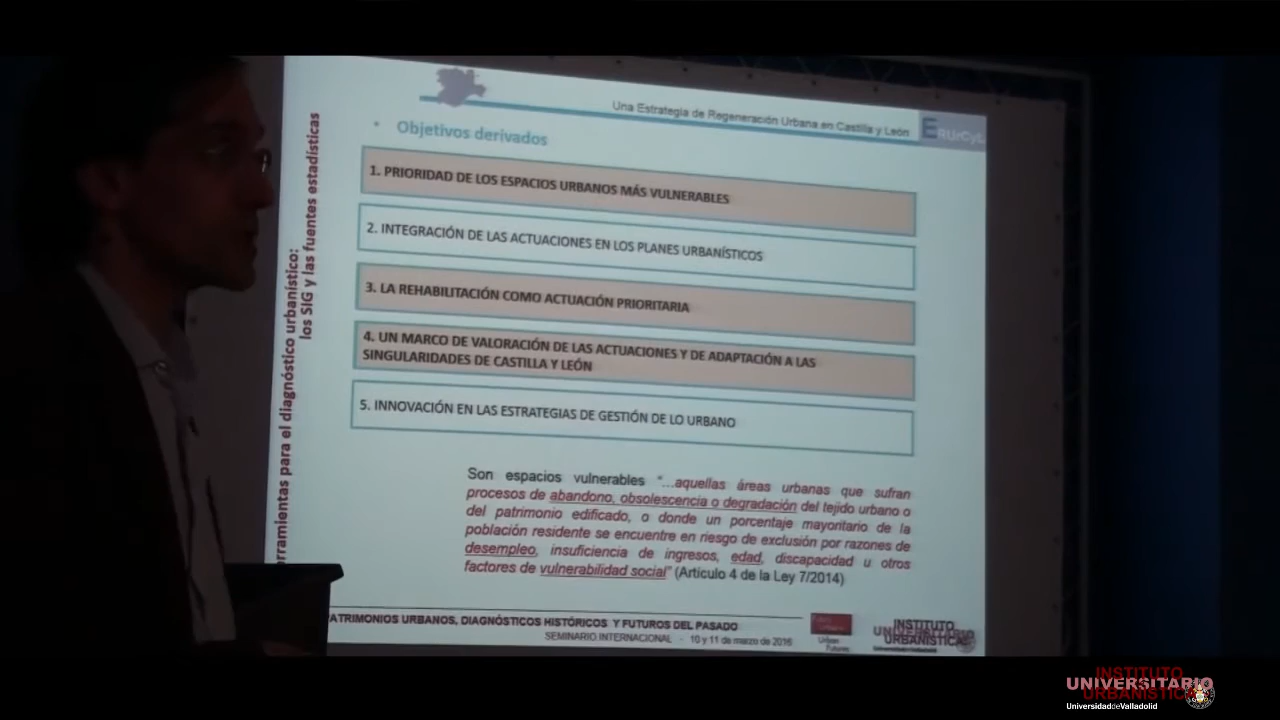 Una Estrategia de Regeneración Urbana en Castilla y León
ERUrCyL
• Objetivos derivados
1. PRIORIDAD DE LOS ESPACIOS URBANOS MÁS VULNERABLES
2. INTEGRACIÓN DE LAS ACTUACIONES EN LOS PLANES URBANÍSTICOS
3. LA REHABILITACIÓN COMO ACTUACIÓN PRIORITARIA
4. UN MARCO DE VALORACIÓN DE LAS ACTUACIONES Y DE ADAPTACIÓN A LAS
SINGULARIDADES DE CASTILLA Y LEÓN
5. INNOVACIÓN EN LAS ESTRATEGIAS DE GESTIÓN DE LO URBANO
Son espacios vulnerables "...aquellas áreas urbanas que sufran
procesos de abandono, obsolescencia o degradación del tejido urbano o
del patrimonio edificado, o donde un porcentaje mayoritario de la
población residente se encuentre en riesgo de exclusión por razones de
desempleo, insuficiencia de ingresos, edad, discapacidad u otros
factores de vulnerabilidad social" (Artículo 4 de la Ley 7/2014)
rramientas para el diagnóstico urbanístico:
los SIG y las fuentes estadísticas
ATRIMONIOS URBANOS, DIAGNÓSTICOS HISTÓRICOS Y FUTUROS DEL PASADO
SEMINARIO INTERNACIONAL - 10 y 11 de marzo de 2016
Urban
Futures
INSTITUTO
UNIVERSITARIO
URBANÍSTICA
UniversidaddeValladolid
INSTITUTO
UNIVERSITARIO
URBANÍSTICA
UniversidaddeValladolid